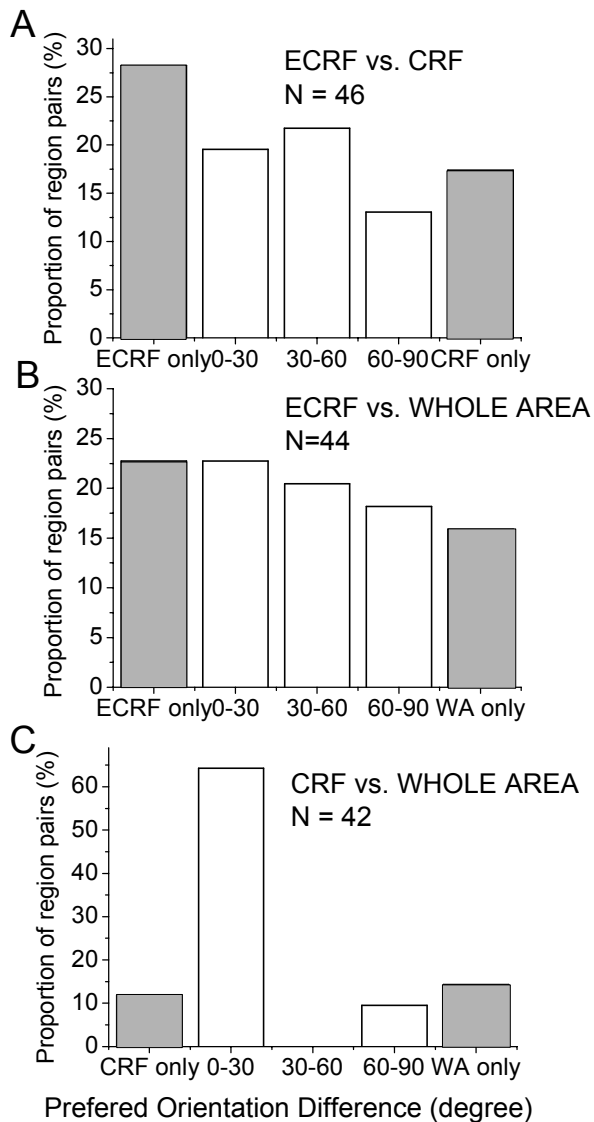 A
Proportion of region pairs (%)
30
25
20
15
10
5
0
ECRF vs. CRF
N = 46
ECRF only 0-30 30-60 60-90 CRF only
B
Proportion of region pairs (%)
30
25
20
15
10
5
0
ECRF vs. WHOLE AREA
N=44
ECRF only 0-30 30-60 60-90 WA only
C
Proportion of region pairs (%)
60
50
40
30
20
10
0
CRF vs. WHOLE AREA
N = 42
CRF only 0-30 30-60 60-90 WA only
Prefered Orientation Difference (degree)